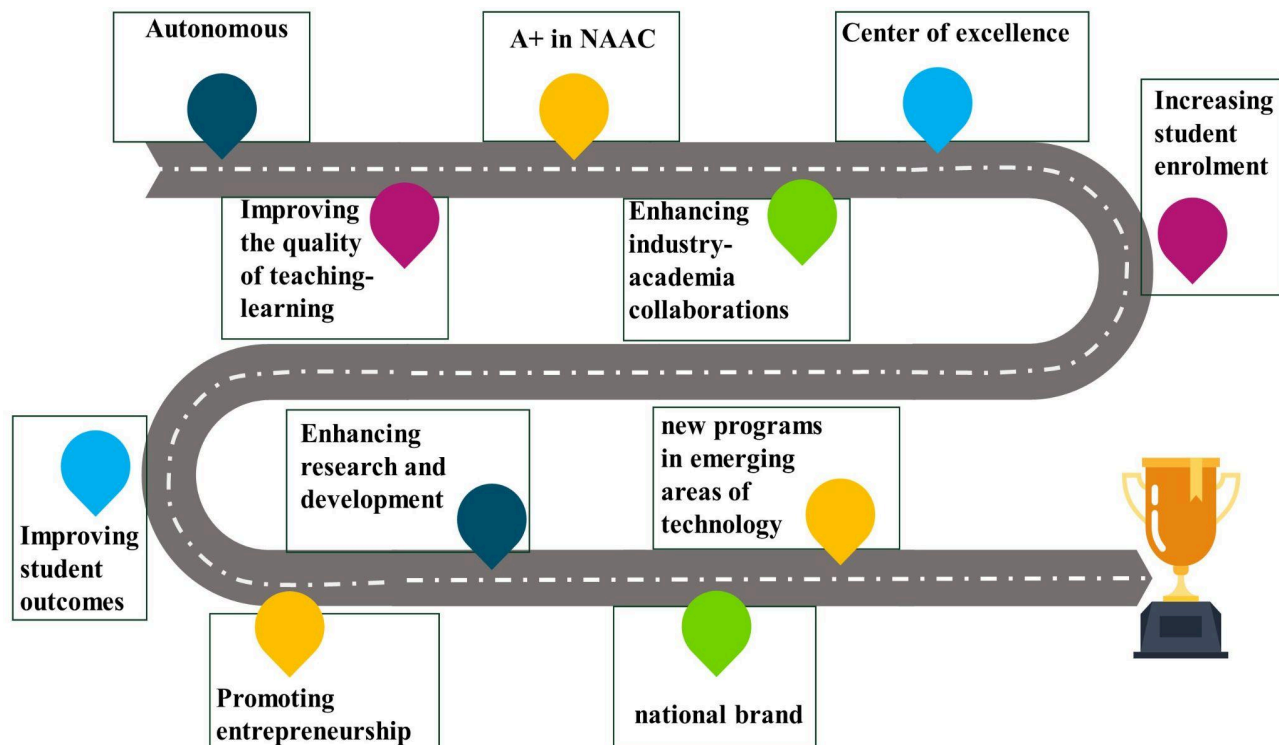 Autonomous
A+ in NAAC
Center of excellence
Increasing
student
enrolment
Improving
the quality
of teaching-
learning
Enhancing
industry-
academia
collaborations
Enhancing
research and
development
new programs
in emerging
areas of
technology
Improving
student
outcomes
Promoting
entrepreneurship
national brand